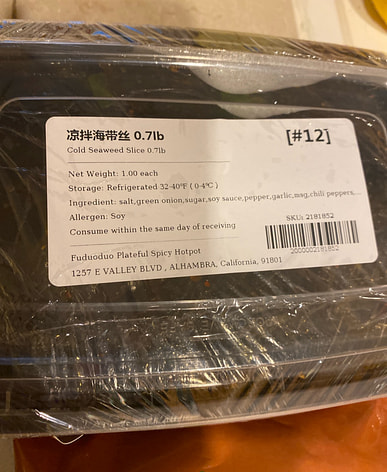 凉拌海带丝 0.7lb
[#12]
Cold Seaweed Slice 0.7lb
Net Weight: 1.00 each
Storage: Refrigerated 32-40°F ( 0-4°C )
Ingredient: salt,green onion,sugar,soy sauce,pepper,garlic,msg,chili peppers,...
Allergen: Soy
SKU: 2181852
Consume within the same day of receiving
2000002181852
Fuduoduo Plateful Spicy Hotpot
1257 E VALLEY BLVD , ALHAMBRA, California, 91801